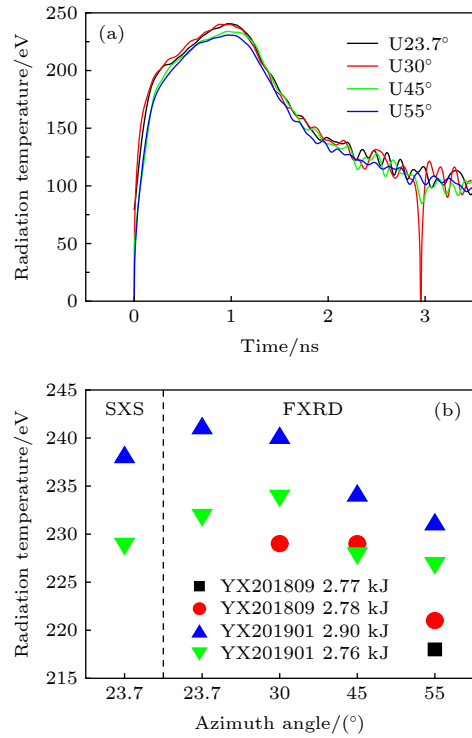 (a)
U23.7°
U30°
U45°
U55°
Radiation temperature/eV
250
200
150
100
50
0
0 1 2 3
Time/ns
(b)
SXS FXRD
Radiation temperature/eV
245
240
235
230
225
220
215
YX201809 2.77 kJ
YX201809 2.78 kJ
YX201901 2.90 kJ
YX201901 2.76 kJ
23.7 23.7 30 45 55
Azimuth angle/(°)